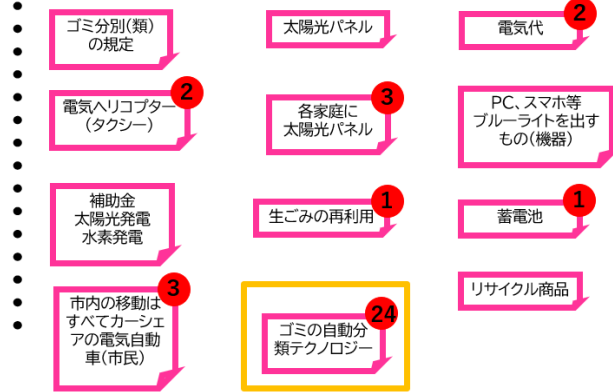 ゴミ分別(類)
の規定
太陽光パネル
2
電気代
2
電気ヘリコプター
(タクシー)
3
各家庭に
太陽光パネル
PC、スマホ等
ブルーライトを出す
もの(機器)
補助金
太陽光発電
水素発電
1
生ごみの再利用
1
蓄電池
3
市内の移動は
すべてカーシェ
アの電気自動
車(市民)
24
ゴミの自動分
類テクノロジー
リサイクル商品